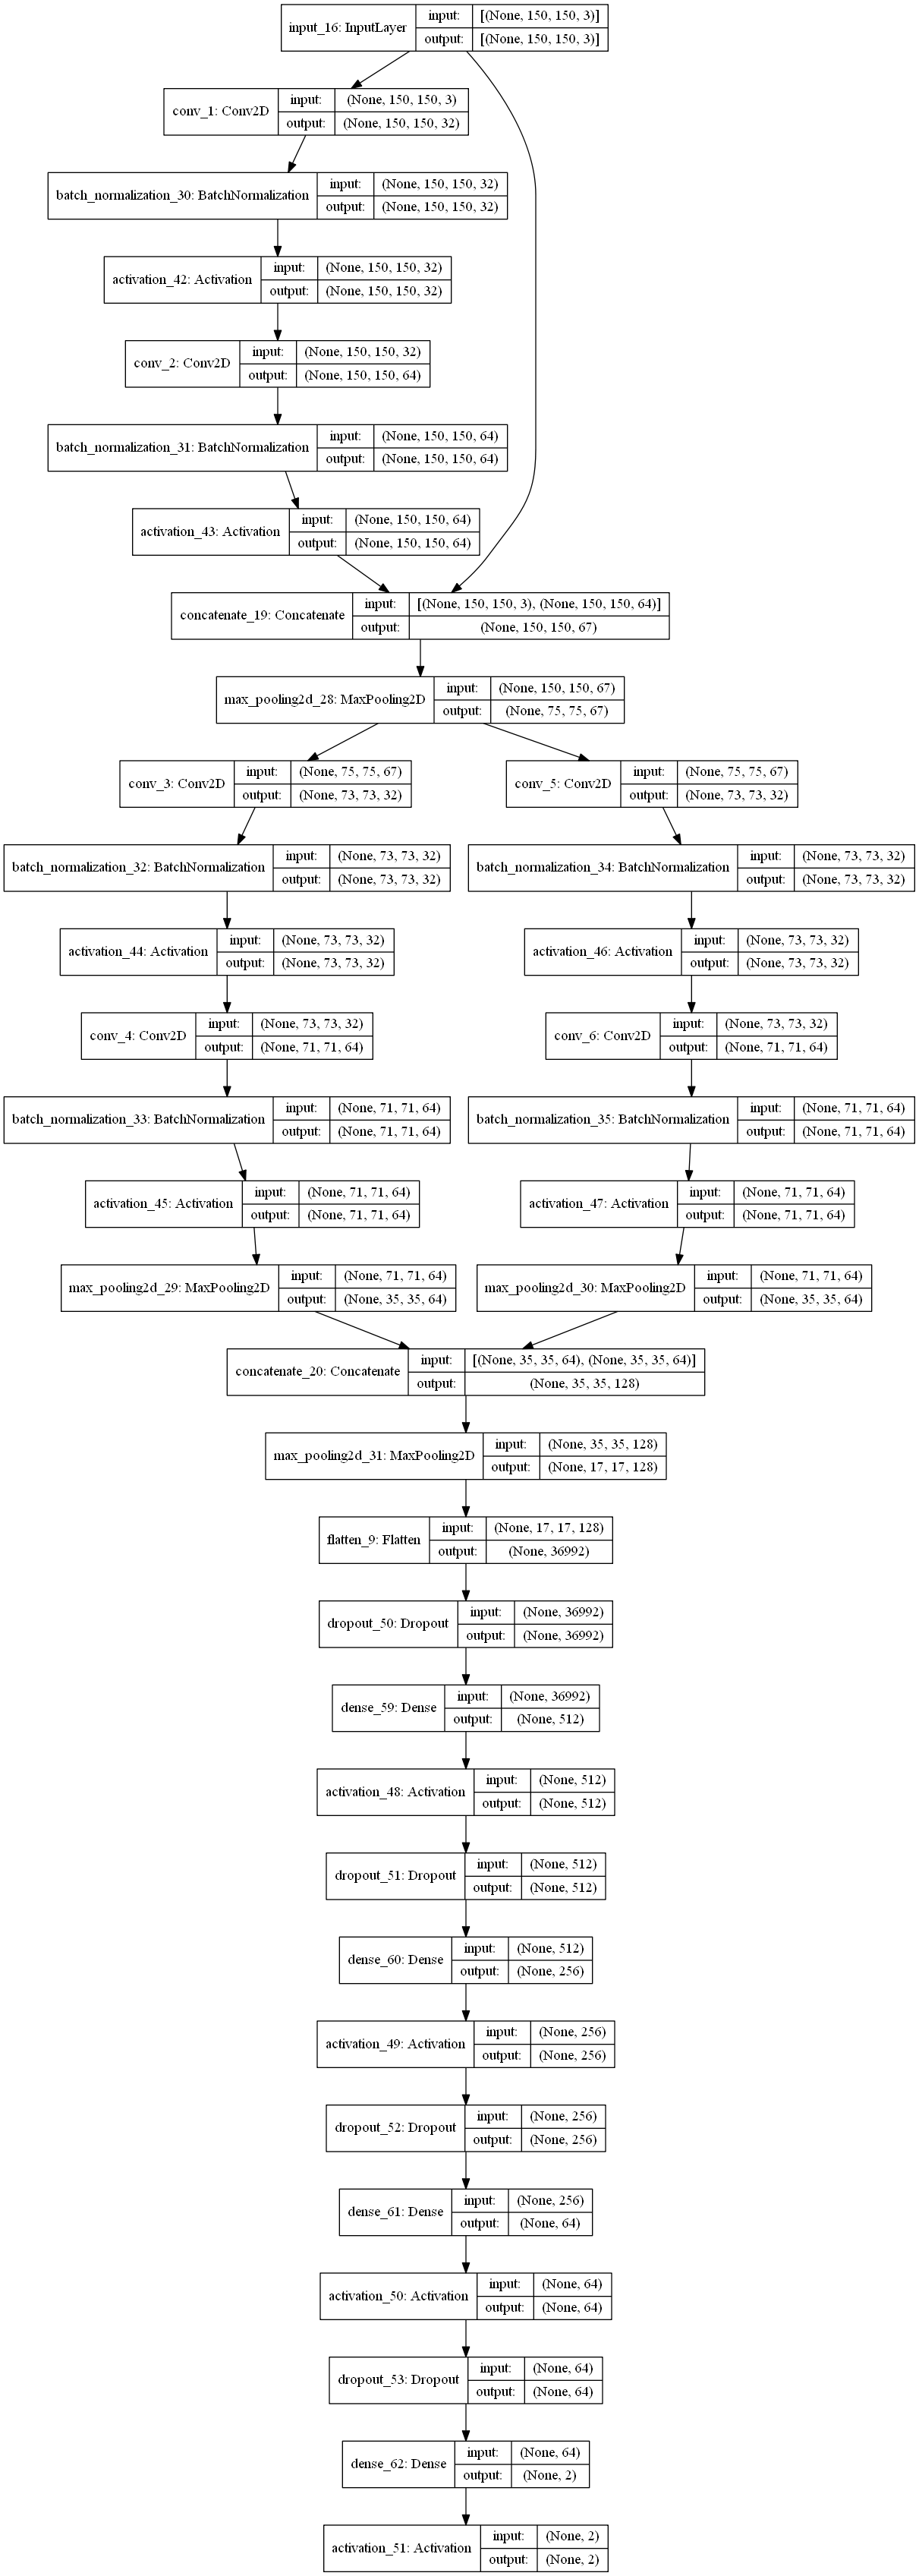 input_16: InputLayer
input:
[(None, 150, 150, 3)]
output:
[(None, 150, 150, 3)]
conv_1: Conv2D
input:
(None, 150, 150, 3)
output:
(None, 150, 150, 32)
batch_normalization_30: BatchNormalization
input:
(None, 150, 150, 32)
output:
(None, 150, 150, 32)
activation_42: Activation
input:
(None, 150, 150, 32)
output:
(None, 150, 150, 32)
conv_2: Conv2D
input:
(None, 150, 150, 32)
output:
(None, 150, 150, 64)
batch_normalization_31: BatchNormalization
input:
(None, 150, 150, 64)
output:
(None, 150, 150, 64)
activation_43: Activation
input:
(None, 150, 150, 64)
output:
(None, 150, 150, 64)
concatenate_19: Concatenate
input:
[(None, 150, 150, 3), (None, 150, 150, 64)]
output:
(None, 150, 150, 67)
max_pooling2d_28: MaxPooling2D
input:
(None, 150, 150, 67)
output:
(None, 75, 75, 67)
conv_3: Conv2D
input:
(None, 75, 75, 67)
output:
(None, 73, 73, 32)
conv_5: Conv2D
input:
(None, 75, 75, 67)
output:
(None, 73, 73, 32)
batch_normalization_32: BatchNormalization
input:
(None, 73, 73, 32)
output:
(None, 73, 73, 32)
batch_normalization_34: BatchNormalization
input:
(None, 73, 73, 32)
output:
(None, 73, 73, 32)
activation_44: Activation
input:
(None, 73, 73, 32)
output:
(None, 73, 73, 32)
activation_46: Activation
input:
(None, 73, 73, 32)
output:
(None, 73, 73, 32)
conv_4: Conv2D
input:
(None, 73, 73, 32)
output:
(None, 71, 71, 64)
conv_6: Conv2D
input:
(None, 73, 73, 32)
output:
(None, 71, 71, 64)
batch_normalization_33: BatchNormalization
input:
(None, 71, 71, 64)
output:
(None, 71, 71, 64)
batch_normalization_35: BatchNormalization
input:
(None, 71, 71, 64)
output:
(None, 71, 71, 64)
activation_45: Activation
input:
(None, 71, 71, 64)
output:
(None, 71, 71, 64)
activation_47: Activation
input:
(None, 71, 71, 64)
output:
(None, 71, 71, 64)
max_pooling2d_29: MaxPooling2D
input:
(None, 71, 71, 64)
output:
(None, 35, 35, 64)
max_pooling2d_30: MaxPooling2D
input:
(None, 71, 71, 64)
output:
(None, 35, 35, 64)
concatenate_20: Concatenate
input:
[(None, 35, 35, 64), (None, 35, 35, 64)]
output:
(None, 35, 35, 128)
max_pooling2d_31: MaxPooling2D
input:
(None, 35, 35, 128)
output:
(None, 17, 17, 128)
flatten_9: Flatten
input:
(None, 17, 17, 128)
output:
(None, 36992)
dropout_50: Dropout
input:
(None, 36992)
output:
(None, 36992)
dense_59: Dense
input:
(None, 36992)
output:
(None, 512)
activation_48: Activation
input:
(None, 512)
output:
(None, 512)
dropout_51: Dropout
input:
(None, 512)
output:
(None, 512)
dense_60: Dense
input:
(None, 512)
output:
(None, 256)
activation_49: Activation
input:
(None, 256)
output:
(None, 256)
dropout_52: Dropout
input:
(None, 256)
output:
(None, 256)
dense_61: Dense
input:
(None, 256)
output:
(None, 64)
activation_50: Activation
input:
(None, 64)
output:
(None, 64)
dropout_53: Dropout
input:
(None, 64)
output:
(None, 64)
dense_62: Dense
input:
(None, 64)
output:
(None, 2)
activation_51: Activation
input:
(None, 2)
output:
(None, 2)